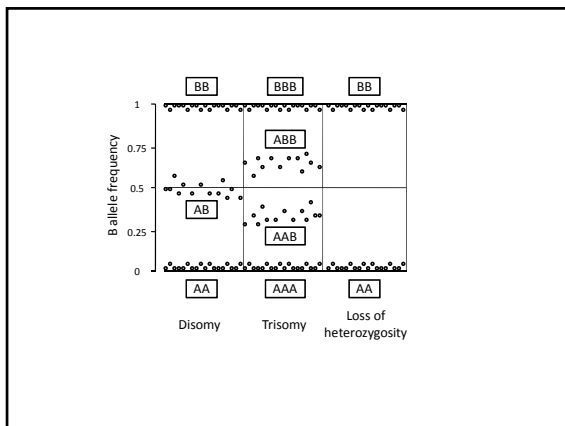 BB
BBB
BB
1
ABB
0.75
B allele frequency
0.5
AB
AAB
0.25
0
AA
AAA
AA
Disomy
Trisomy
Loss of
heterozygosity